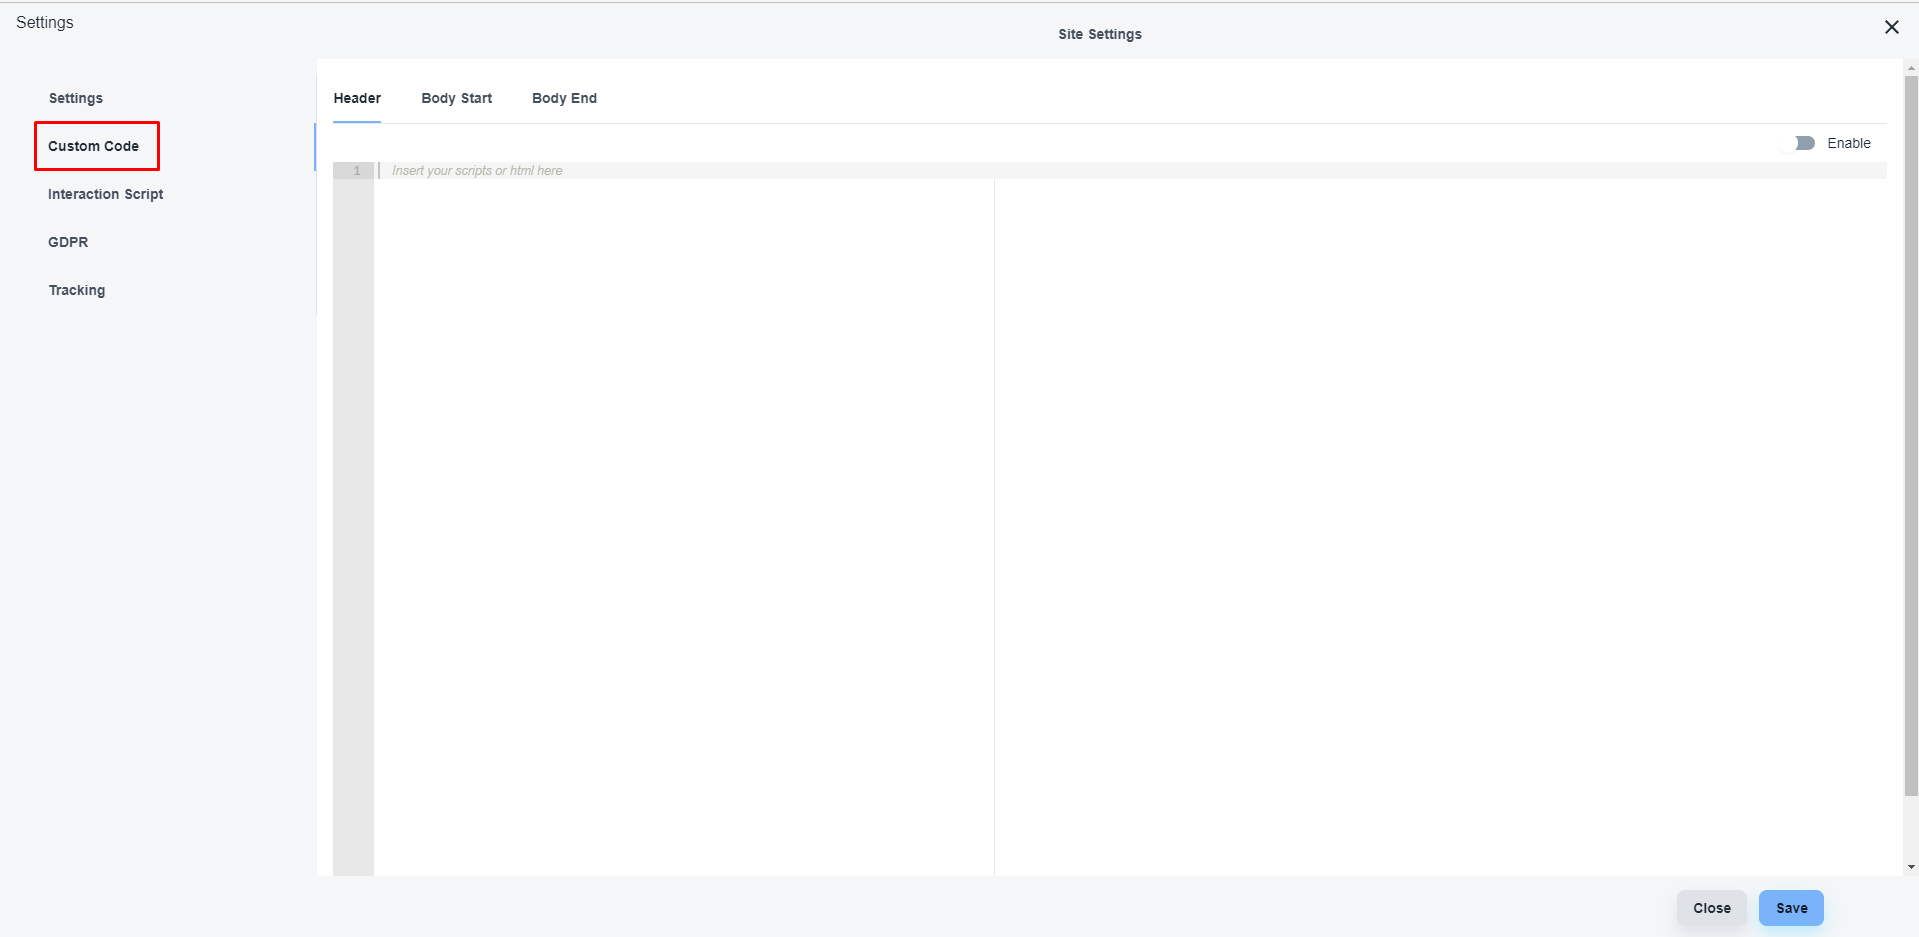 Settings
Site Settings
Settings
Custom Code
Interaction Script
GDPR
Tracking
Header Body Start Body End
Enable
1 Insert your scripts or html here
Close Save